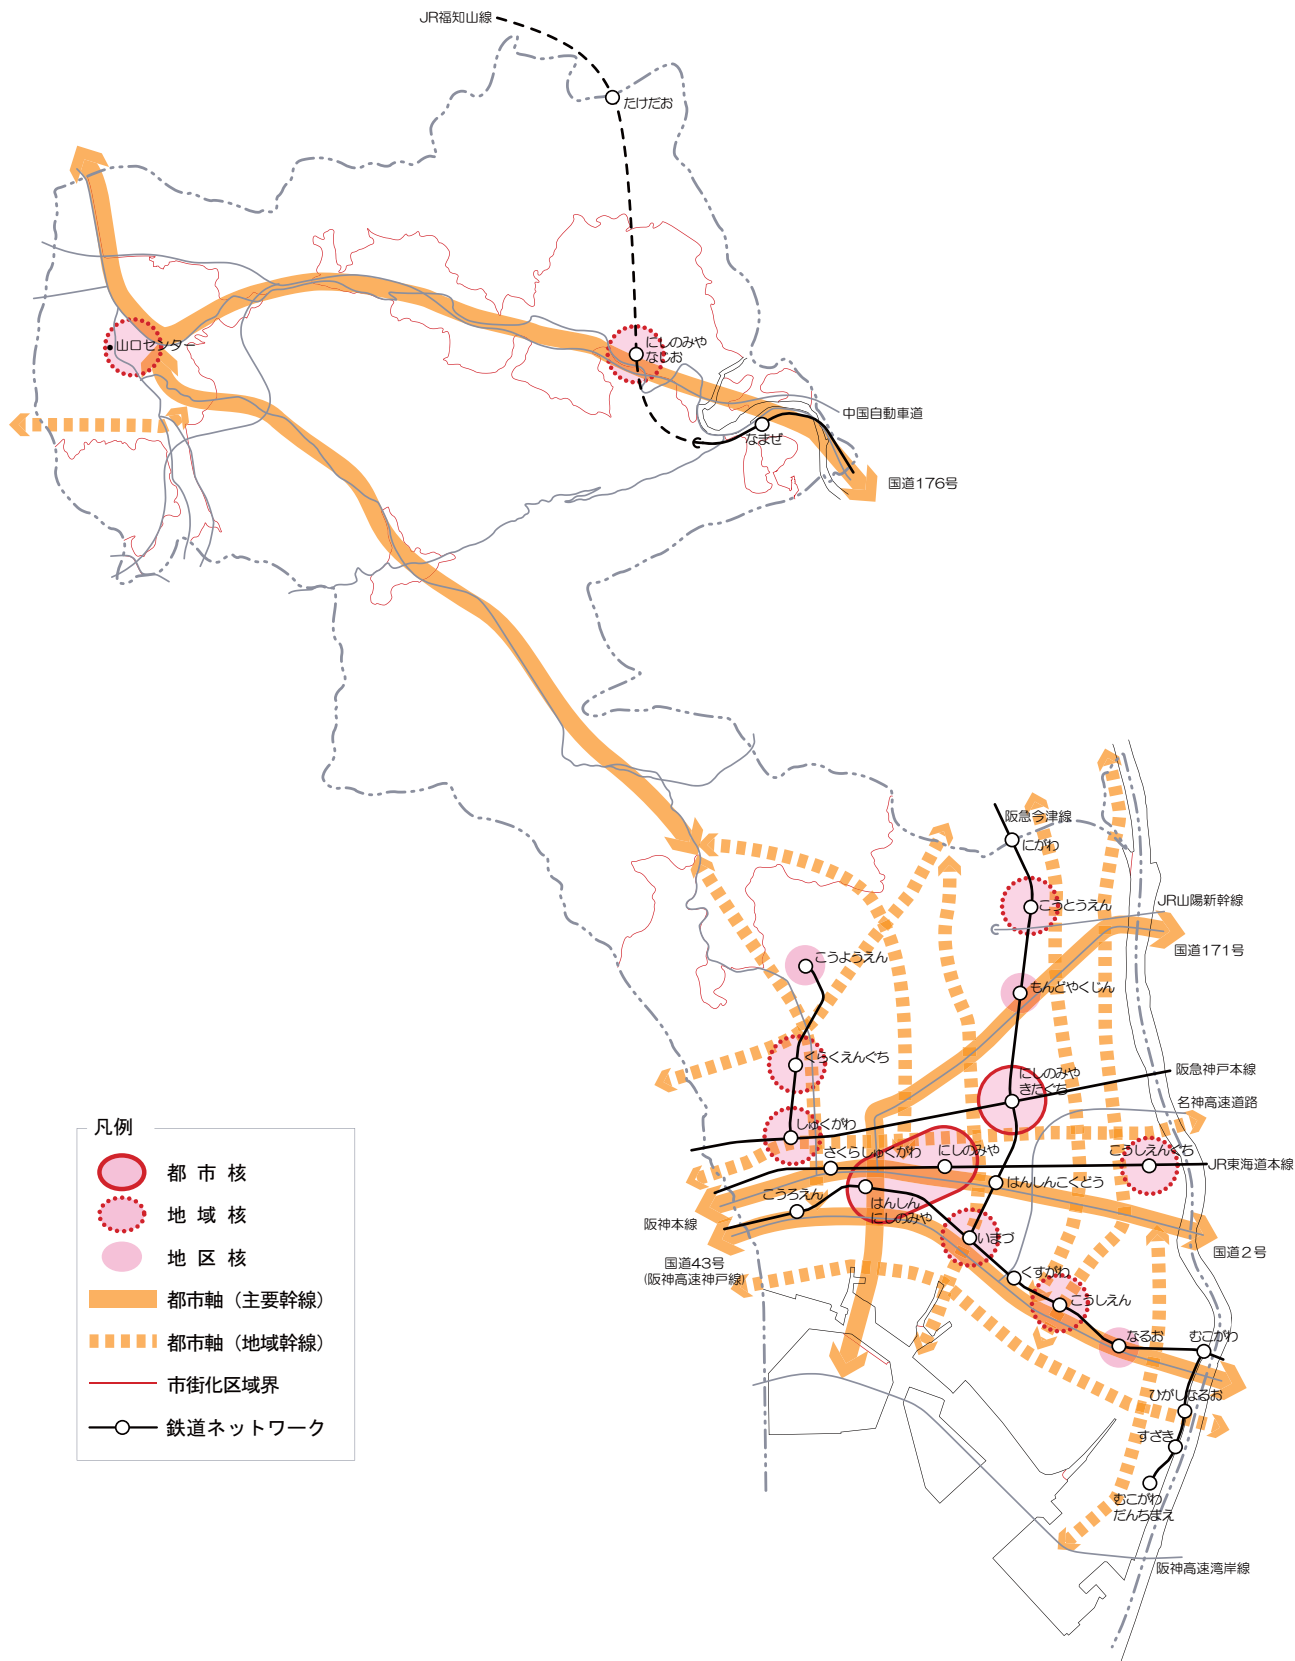 JR福知山線
たけだお
にしのみや
なじお
山口センター
中国自動車道
なまぜ
国道176号
阪急今津線
にがわ
こうとうえん
JR山陽新幹線
国道171号
こうようえん
もんどやくじん
くらくえんぐち
にしのみや
きたぐち
阪急神戸本線
名神高速道路
しゅくがわ
さくらしゅくがわ
にしのみや
こうしえんぐち
JR東海道本線
はんしんこくどう
こうろえん
はんしん
にしのみや
阪神本線
いまづ
国道2号
国道43号
(阪神高速神戸線)
くすがわ
こうしえん
なるお
むこがわ
ひがしなるお
すざき
むこがわ
だんちまえ
阪神高速湾岸線
凡例
都市核
地域核
地区核
都市軸（主要幹線）
都市軸（地域幹線）
市街化区域界
鉄道ネットワーク